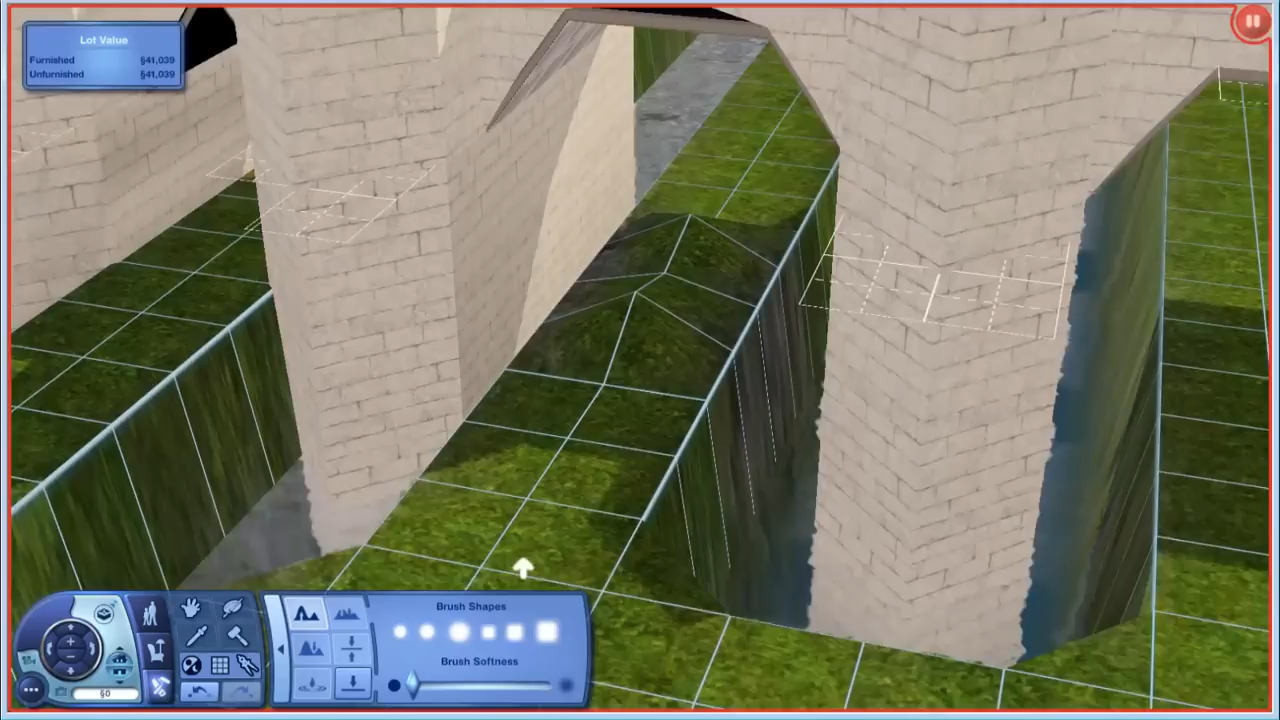 Lot Value
Furnished §41,039
Unfurnished §41,039
Brush Shapes
Brush Softness
§0